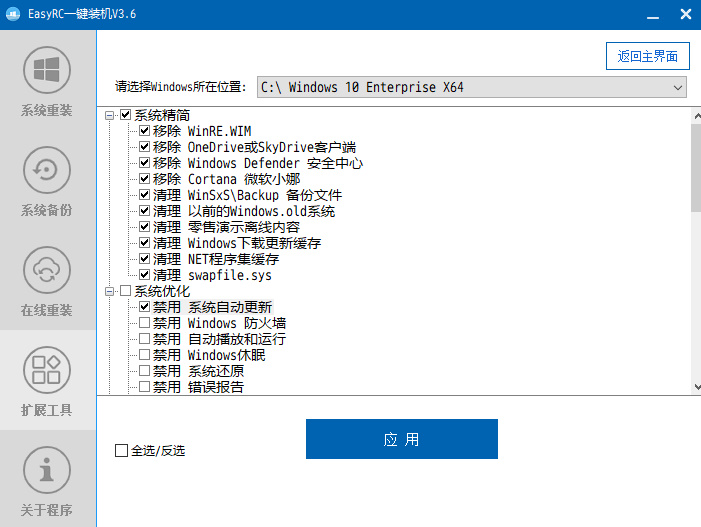 EasyRC一键装机V3.6
返回主界面
请选择Windows所在位置:
C:\ Windows 10 Enterprise X64
系统重装
系统备份
在线重装
扩展工具
关于程序
系统精简
移除 WinRE.WIM
移除 OneDrive或SkyDrive客户端
移除 Windows Defender 安全中心
移除 Cortana 微软小娜
清理 WinSxS\Backup 备份文件
清理 以前的Windows.old系统
清理 零售演示离线内容
清理 Windows下载更新缓存
清理 NET程序集缓存
清理 swapfile.sys
系统优化
禁用 系统自动更新
禁用 Windows 防火墙
禁用 自动播放和运行
禁用 Windows休眠
禁用 系统还原
禁用 错误报告
全选/反选
应 用